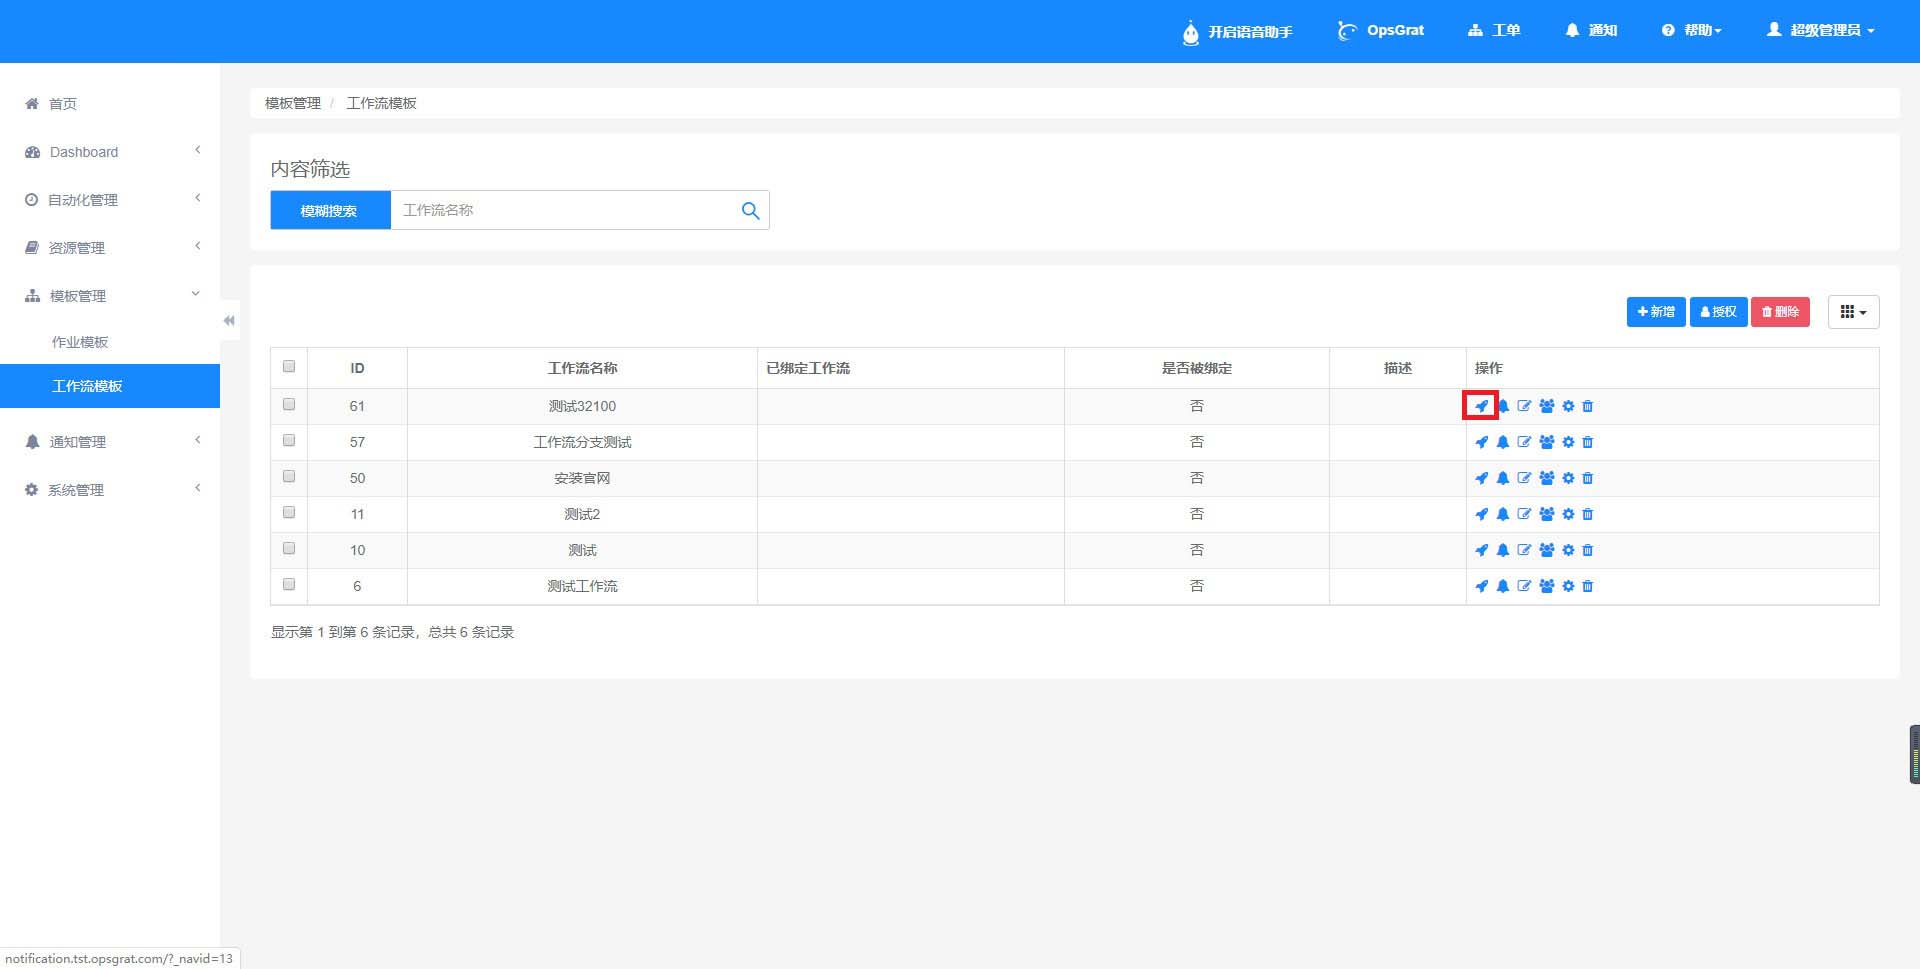 开启语音助手 OpsGrat 工单 通知 帮助 超级管理员
首页
Dashboard
自动化管理
资源管理
模板管理
作业模板
工作流模板
通知管理
系统管理
模板管理 / 工作流模板
内容筛选
模糊搜索 工作流名称
新增 授权 删除
ID 工作流名称 已绑定工作流 是否被绑定 描述 操作
61 测试32100 否
57 工作流分支测试 否
50 安装官网 否
11 测试2 否
10 测试 否
6 测试工作流 否
显示第 1 到第 6 条记录，总共 6 条记录
notification.tst.opsgrat.com/?_navid=13